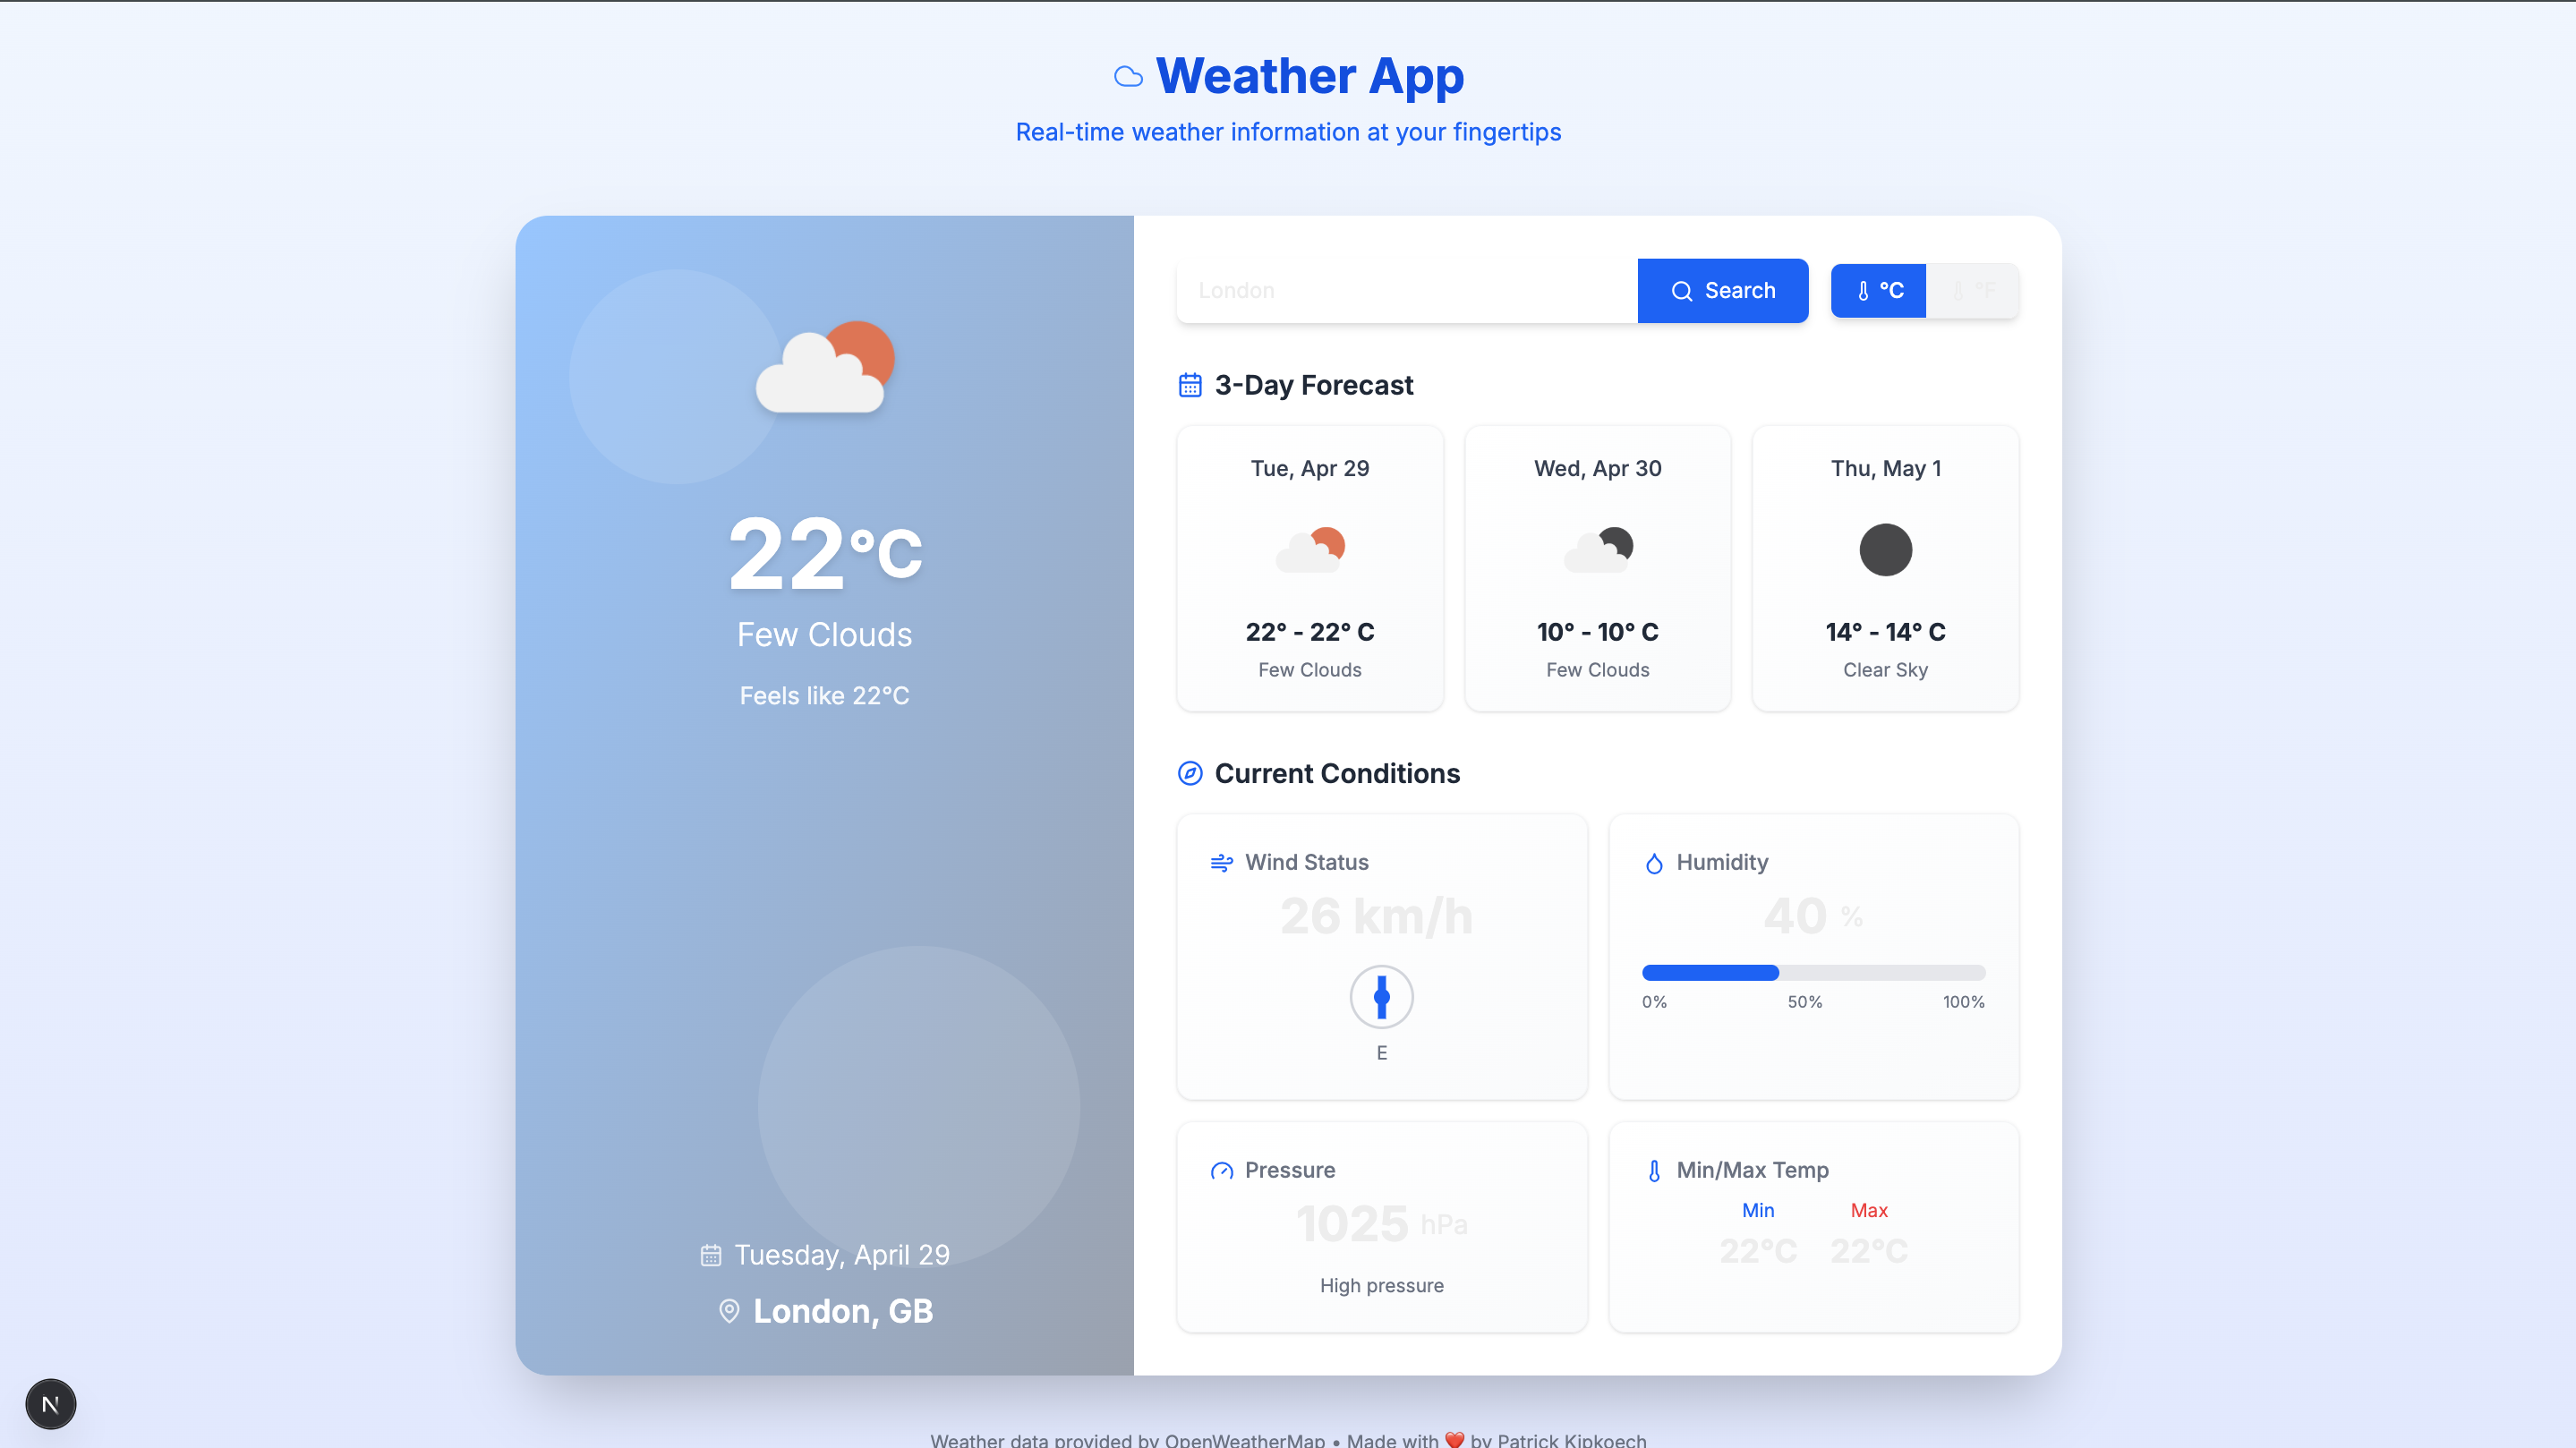 Weather App
Real-time weather information at your fingertips
22°C
Few Clouds
Feels like 22°C
Tuesday, April 29
London, GB
London
Search
°C
°F
3-Day Forecast
Tue, Apr 29
22° - 22° C
Few Clouds
Wed, Apr 30
10° - 10° C
Few Clouds
Thu, May 1
14° - 14° C
Clear Sky
Current Conditions
Wind Status
26 km/h
E
Humidity
40 %
0% 50% 100%
Pressure
1025 hPa
High pressure
Min/Max Temp
Min Max
22°C 22°C
N
Weather data provided by OpenWeatherMap • Made with ❤️ by Patrick Kipkoech